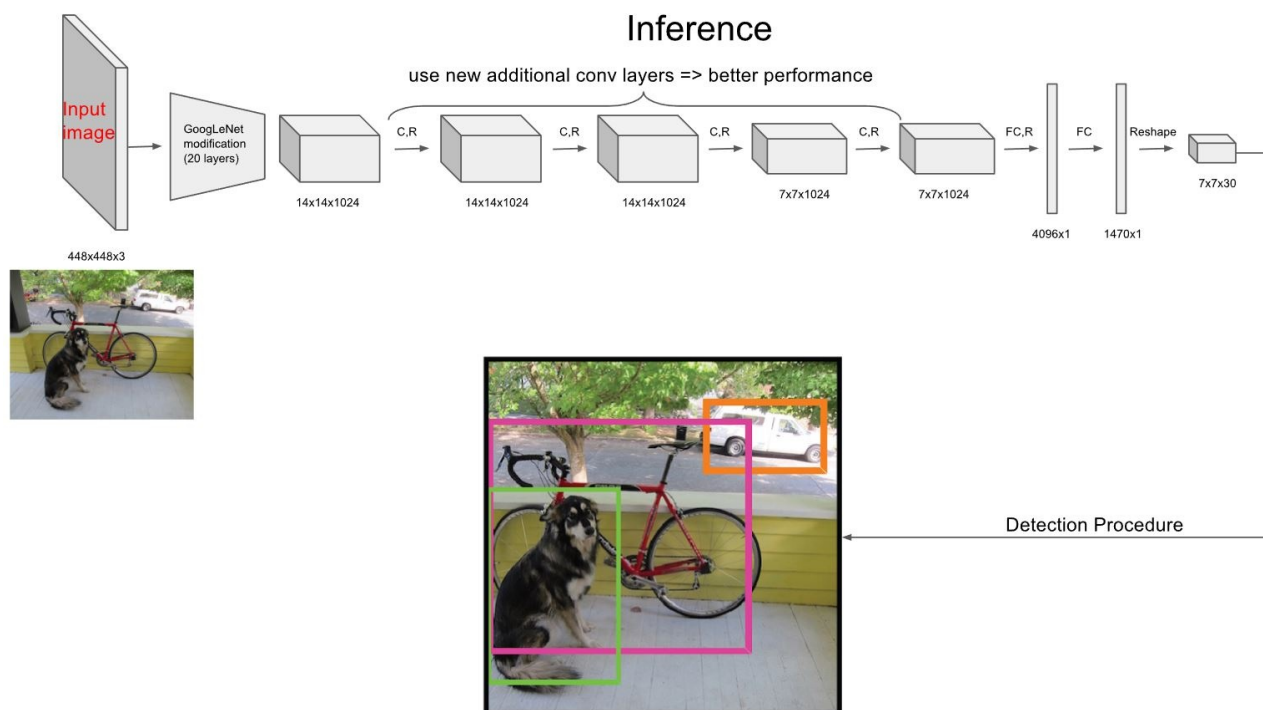 Inference
use new additional conv layers => better performance
Input
image
GoogLeNet
modification
(20 layers)
C,R
C,R
C,R
C,R
FC,R
FC
Reshape
14x14x1024
14x14x1024
14x14x1024
7x7x1024
7x7x1024
7x7x30
4096x1
1470x1
448x448x3
Detection Procedure